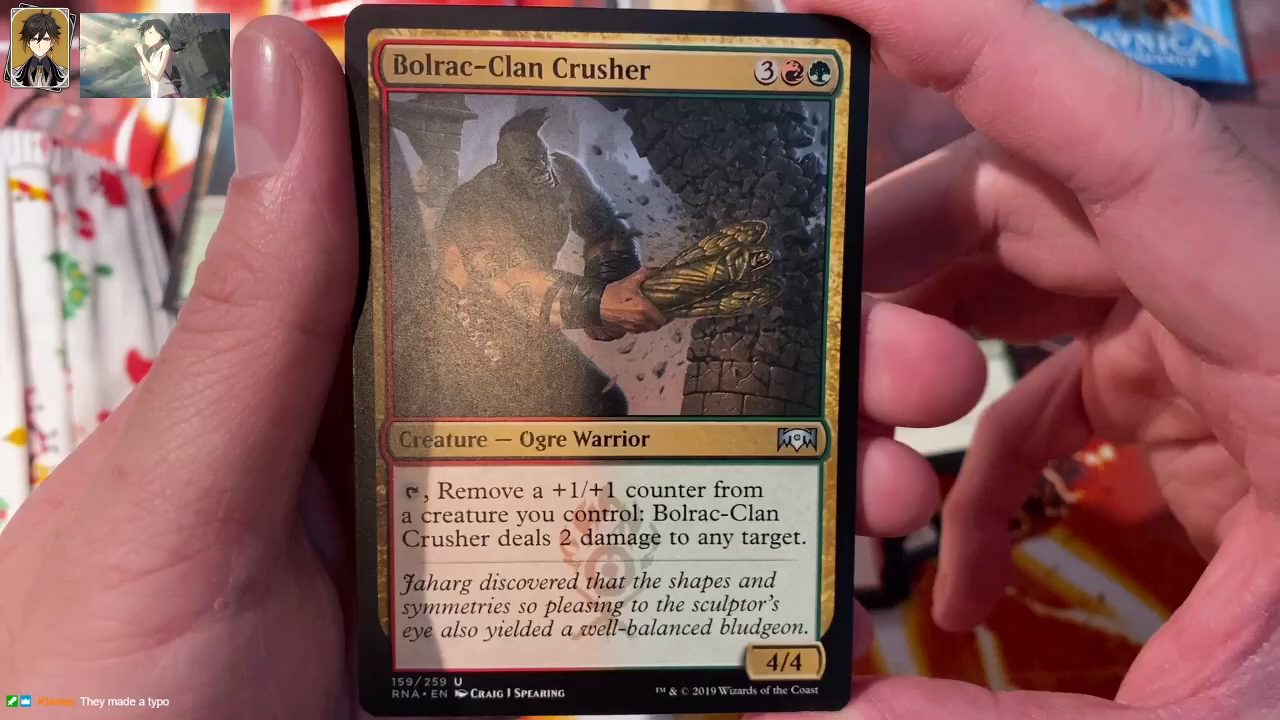 RAVNICA
Bolrac-Clan Crusher 3
Creature — Ogre Warrior
, Remove a +1/+1 counter from
a creature you control: Bolrac-Clan
Crusher deals 2 damage to any target.
Jaharg discovered that the shapes and
symmetries so pleasing to the sculptor's
eye also yielded a well-balanced bludgeon.
4/4
159/259 U
RNA • EN CRAIG J SPEARING
™ & © 2019 Wizards of the Coast
They made a typo